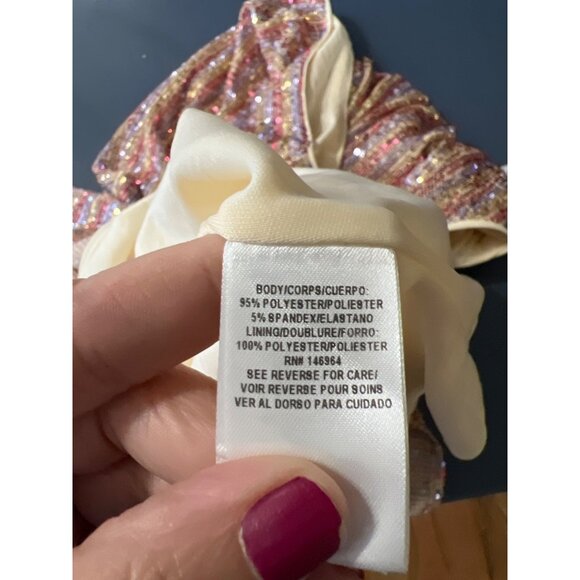 BODY/CORPS/CUERPO:
95% POLYESTER/POLIESTER
5% SPANDEX/ELASTANO
LINING/DOUBLURE/FORRO:
100% POLYESTER/POLIESTER
RN# 146964
SEE REVERSE FOR CARE/
VOIR REVERSE POUR SOINS
VER AL DORSO PARA CUIDADO